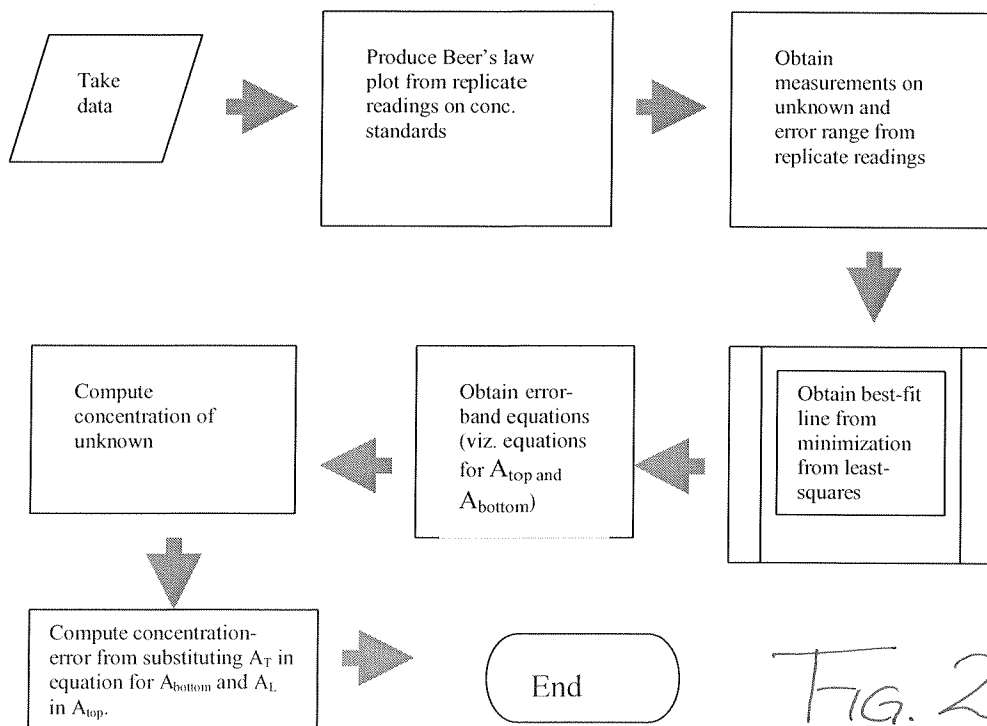 Take
data
Produce Beer's law
plot from replicate
readings on conc.
standards
Obtain
measurements on
unknown and
error range from
replicate readings
Obtain best-fit
line from
minimization
from least-
squares
Obtain error-
band equations
(viz. equations
for A_top and
A_bottom)
Compute
concentration of
unknown
Compute concentration-
error from substituting A_T in
equation for A_bottom and A_L
in A_top.
End
FIG. 2